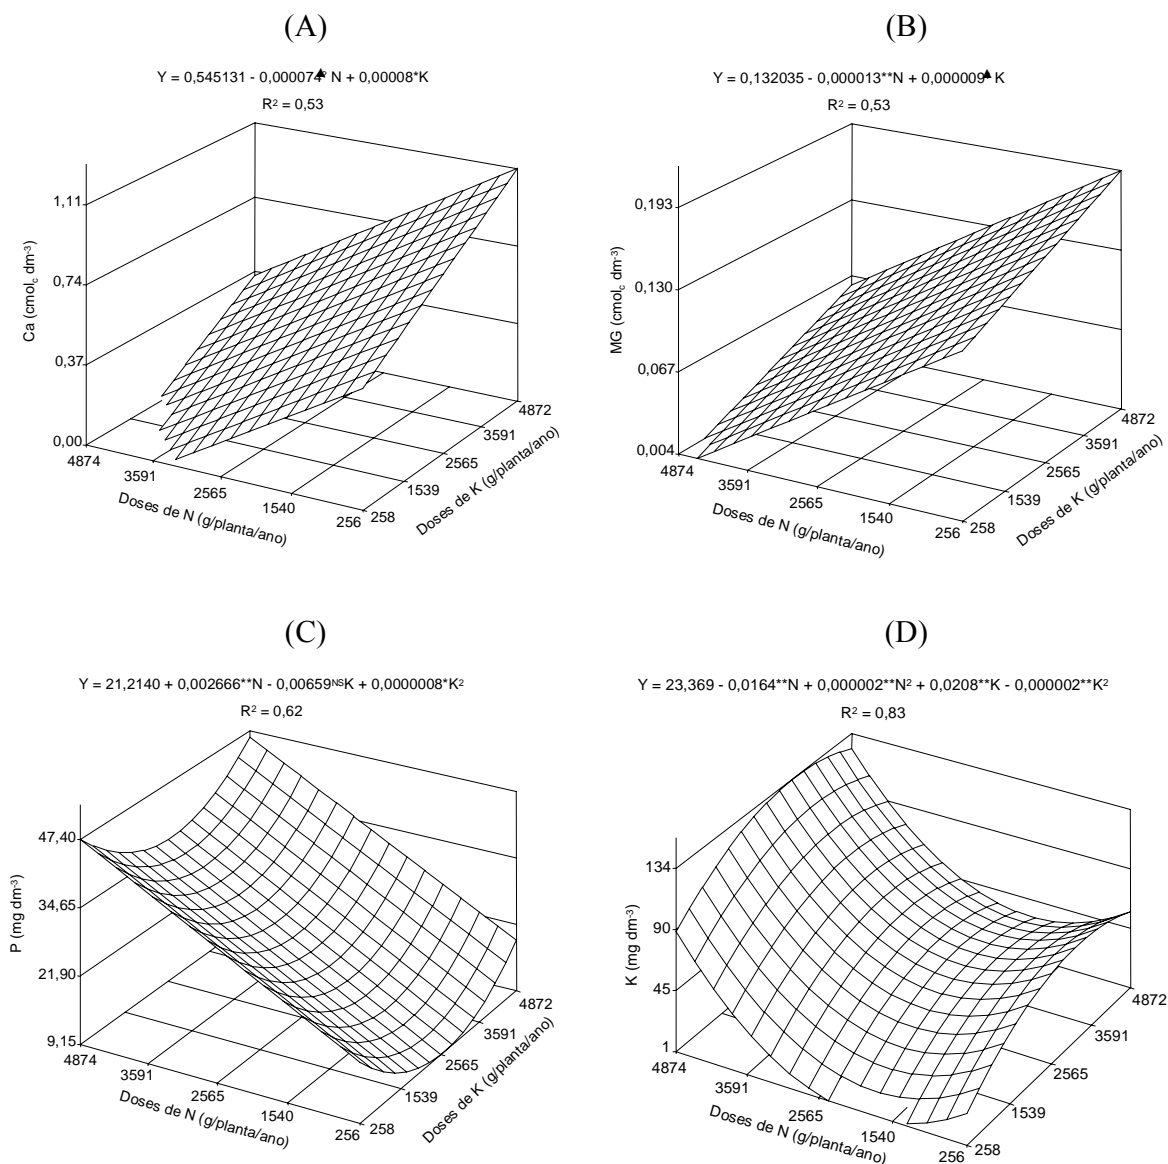 (A)
Y = 0,545131 - 0,000074 N + 0,00008*K
R² = 0,53
1,11
0,74
0,37
0,00
Ca (cmolc dm-3)
4874
3591
2565
1540
256
Doses de N (g/planta/ano)
258
1539
2565
3591
4872
Doses de K (g/planta/ano)
(B)
Y = 0,132035 - 0,000013**N + 0,000009 K
R² = 0,53
0,193
0,130
0,067
0,004
MG (cmolc dm-3)
4874
3591
2565
1540
256
Doses de N (g/planta/ano)
258
1539
2565
3591
4872
Doses de K (g/planta/ano)
(C)
Y = 21,2140 + 0,002666**N - 0,00659NSK + 0,0000008*K²
R² = 0,62
47,40
34,65
21,90
9,15
P (mg dm-3)
4874
3591
2565
1540
256
Doses de N (g/planta/ano)
258
1539
2565
3591
4872
Doses de K (g/planta/ano)
(D)
Y = 23,369 - 0,0164**N + 0,000002**N² + 0,0208**K - 0,000002**K²
R² = 0,83
134
90
45
1
K (mg dm-3)
4874
3591
2565
1540
256
Doses de N (g/planta/ano)
258
1539
2565
3591
4872
Doses de K (g/planta/ano)